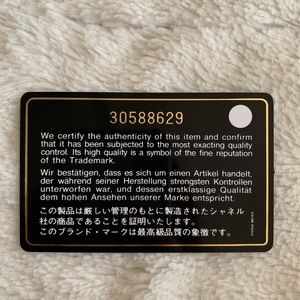 30588629
We certify the authenticity of this item and confirm
that it has been subjected to the most exacting quality
control. Its high quality is a symbol of the fine reputation
of the Trademark.
Wir bestätigen, dass es sich um einen Artikel handelt,
der während seiner Herstellung strengsten Kontrollen
unterworfen war, und dessen erstklassige Qualität
dem hohen Ansehen unserer Marke entspricht.
この製品は厳しい管理のもとに製造されたシャネル
社の商品であることを証明いたします。
このブランド・マークは最高級品質の象徴です。